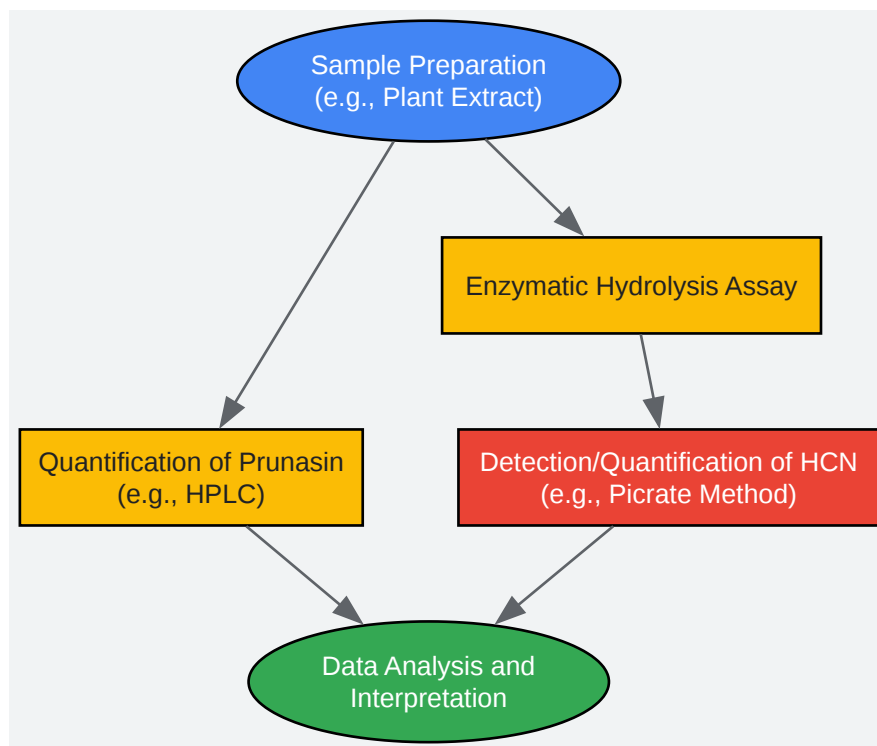 Sample Preparation
(e.g., Plant Extract)
Enzymatic Hydrolysis Assay
Quantification of Prunasin
(e.g., HPLC)
Detection/Quantification of HCN
(e.g., Picrate Method)
Data Analysis and
Interpretation